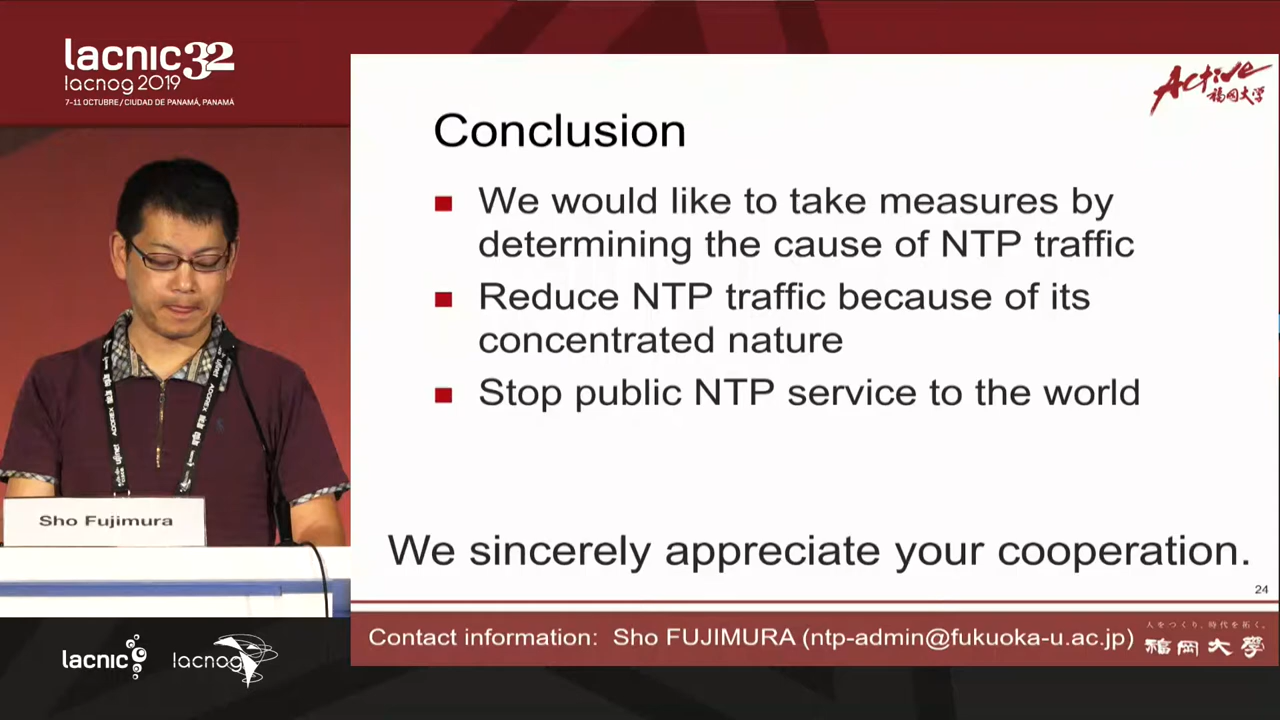 lacnic 32
lacnog 2019
7-11 OCTUBRE / CIUDAD DE PANAMÁ, PANAMÁ
Active
福岡大学
Conclusion
We would like to take measures by
determining the cause of NTP traffic
Reduce NTP traffic because of its
concentrated nature
Stop public NTP service to the world
We sincerely appreciate your cooperation.
24
Sho Fujimura
Contact information: Sho FUJIMURA (ntp-admin@fukuoka-u.ac.jp)
人をつくり、時代を拓く。
福岡大學
lacnic
lacnog